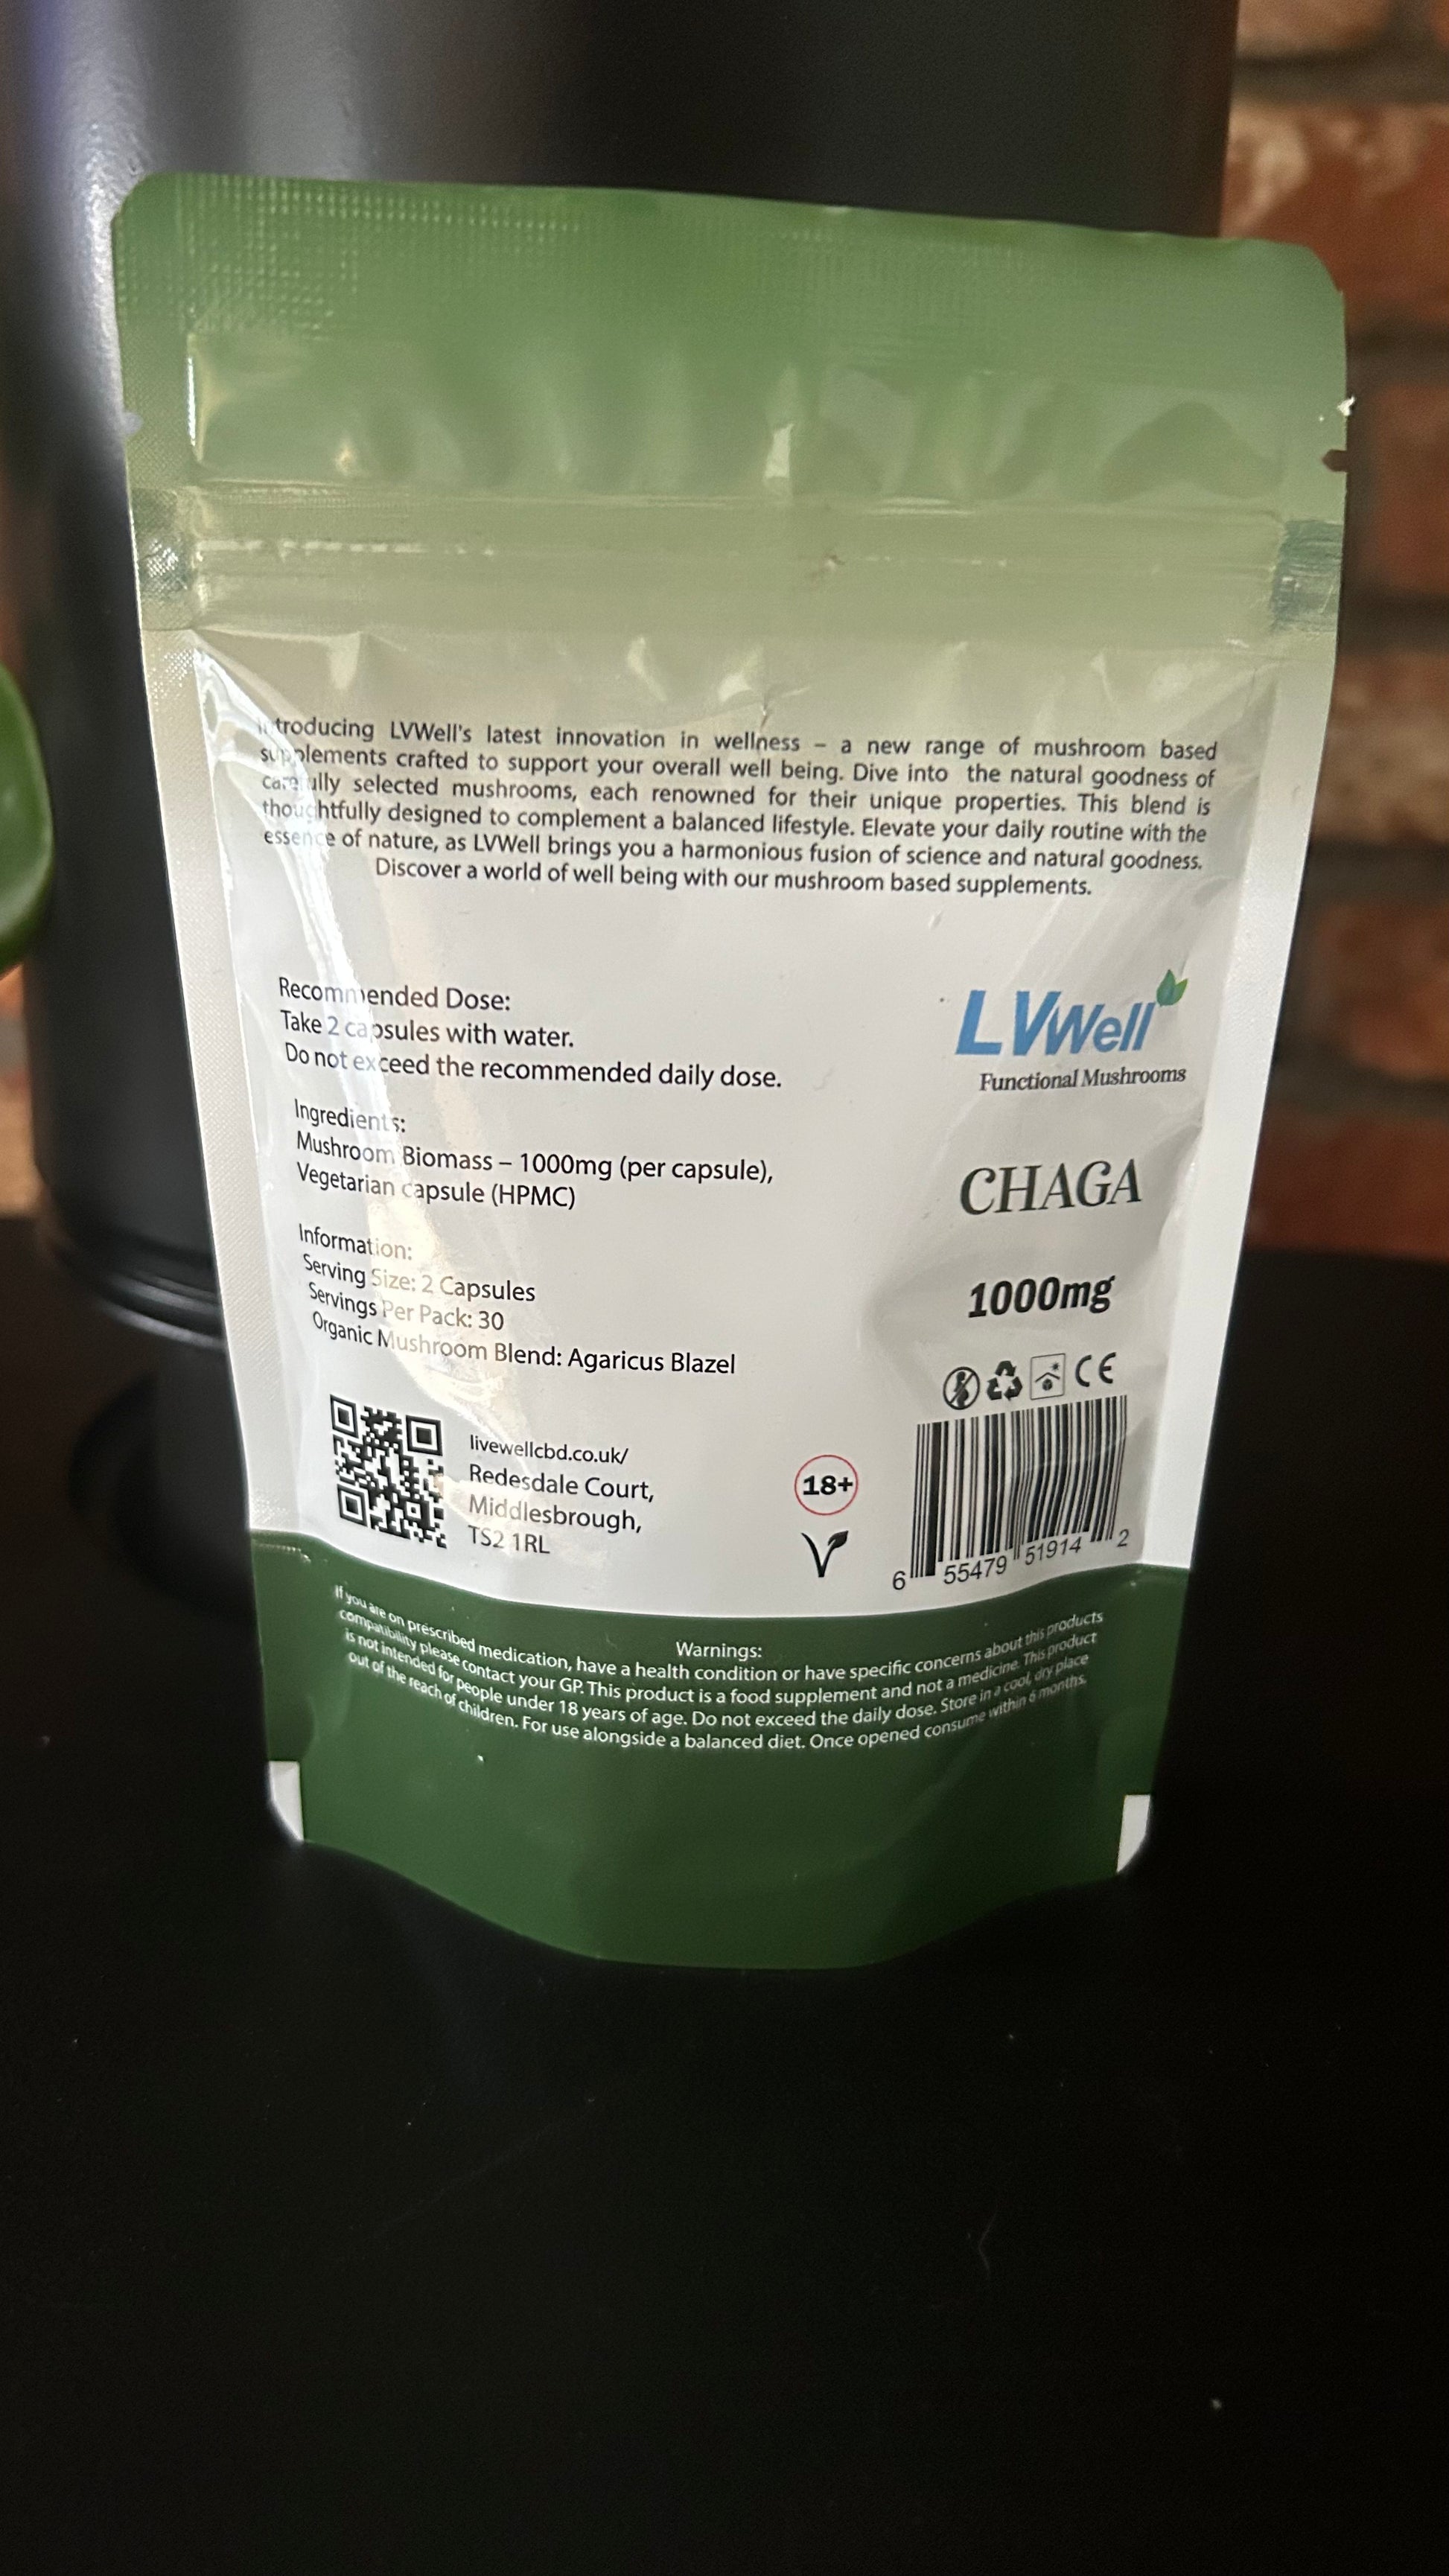 Introducing LVWell's latest innovation in wellness – a new range of mushroom based
supplements crafted to support your overall well being. Dive into the natural goodness of
carefully selected mushrooms, each renowned for their unique properties. This blend is
thoughtfully designed to complement a balanced lifestyle. Elevate your daily routine with the
essence of nature, as LVWell brings you a harmonious fusion of science and natural goodness.
Discover a world of well being with our mushroom based supplements.
Recommended Dose:
Take 2 capsules with water.
Do not exceed the recommended daily dose.
Ingredients:
Mushroom Biomass – 1000mg (per capsule),
Vegetarian capsule (HPMC)
Information:
Serving Size: 2 Capsules
Servings Per Pack: 30
Organic Mushroom Blend: Agaricus Blazel
LVWell
Functional Mushrooms
CHAGA
1000mg
CE
livewellcbd.co.uk/
Redesdale Court,
Middlesbrough,
TS2 1RL
18+
V
6 55479 51914 2
Warnings:
If you are on prescribed medication, have a health condition or have specific concerns about this products
compatibility please contact your GP. This product is a food supplement and not a medicine. This product
is not intended for people under 18 years of age. Do not exceed the daily dose. Store in a cool, dry place
out of the reach of children. For use alongside a balanced diet. Once opened consume within 6 months.